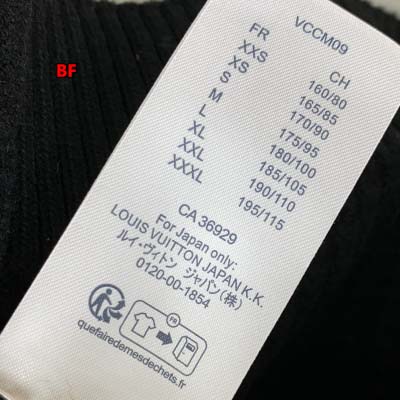 BF
VCCM09
FR CH
XXS 160/80
XS 165/85
S 170/90
M 175/95
L 180/100
XL 185/105
XXL 190/110
XXXL 195/115
CA 36929
For Japan only:
LOUIS VUITTON JAPAN K.K.
ルイ・ヴィトン ジャパン(株)
0120-00-1854
FR
quefairedemesdechets.fr